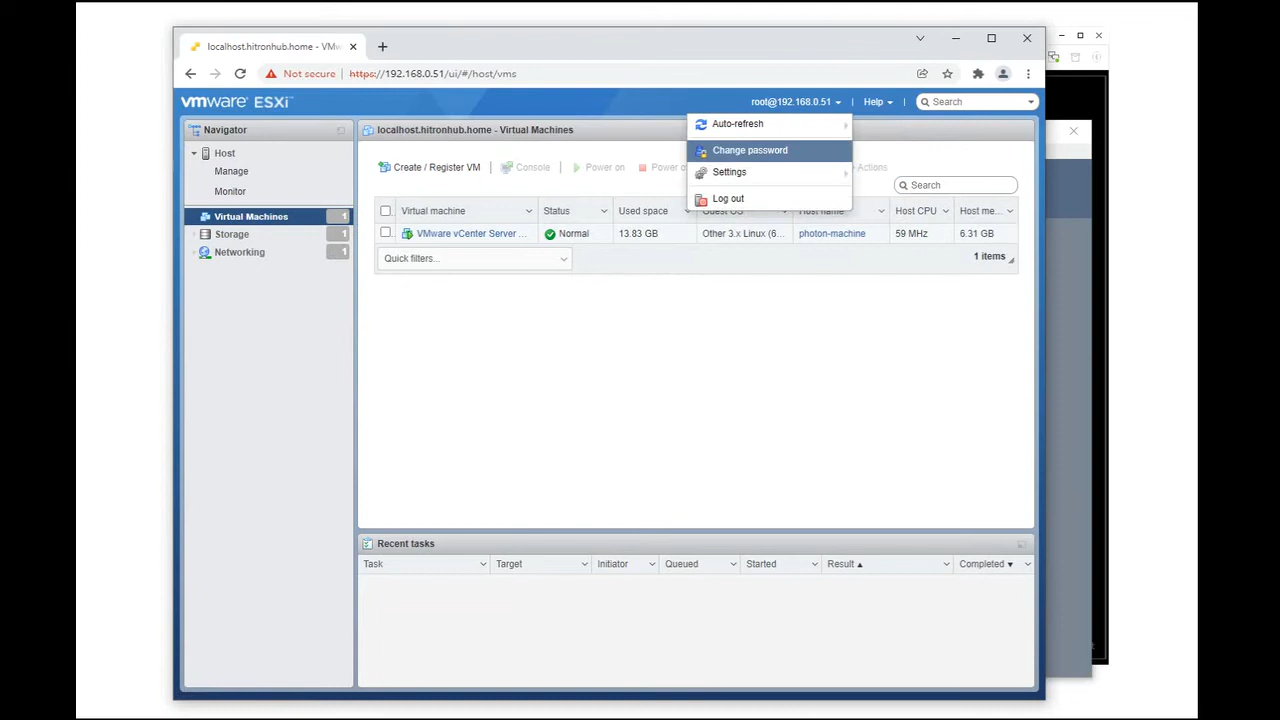 localhost.hitronhub.home - VMw
Not secure | https://192.168.0.51/ui/#/host/vms
vmware ESXi™
root@192.168.0.51 | Help | Search
Navigator
Host
Manage
Monitor
Virtual Machines 1
Storage 1
Networking 1
localhost.hitronhub.home - Virtual Machines
Create / Register VM | Console | Power on Power o Actions
Auto-refresh
Change password
Settings
Log out
Search
Virtual machine Status Used space Guest OS Host name Host CPU Host me...
VMware vCenter Server ... Normal 13.83 GB Other 3.x Linux (6... photon-machine 59 MHz 6.31 GB
Quick filters... 1 items
Recent tasks
Task Target Initiator Queued Started Result ▲ Completed ▼